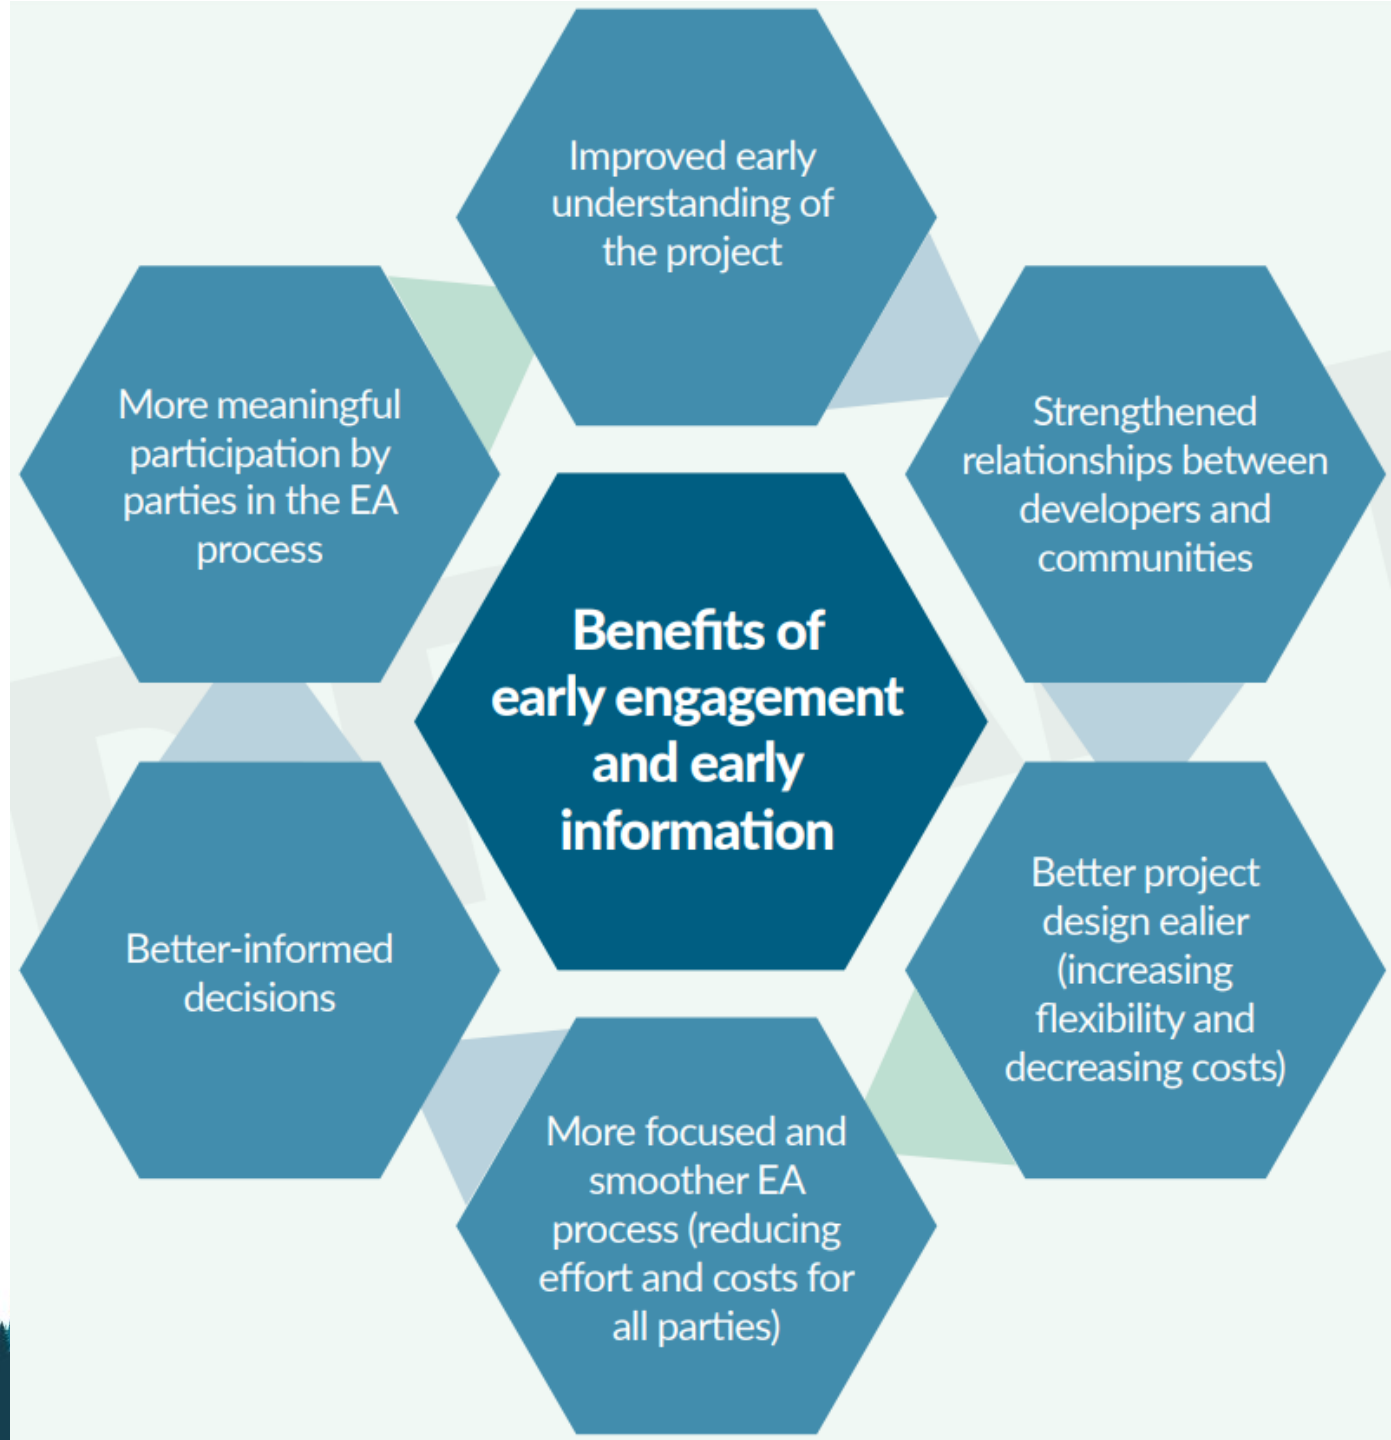 Improved early
understanding of
the project
Strengthened
relationships between
developers and
communities
Better project
design ealier
(increasing
flexibility and
decreasing costs)
More focused and
smoother EA
process (reducing
effort and costs for
all parties)
Better-informed
decisions
More meaningful
participation by
parties in the EA
process
Benefits of
early engagement
and early
information